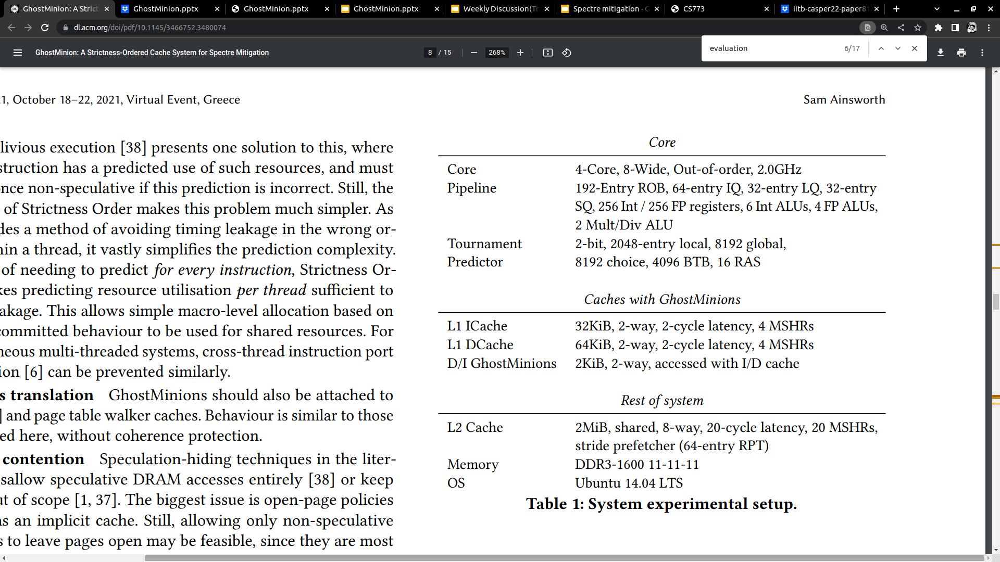 GhostMinion: A Strict
GhostMinion.pptx
GhostMinion.pptx
GhostMinion.pptx
Weekly Discussion(Tr
Spectre mitigation - G
CS773
iitb-casper22-paper81
dl.acm.org/doi/pdf/10.1145/3466752.3480074
GhostMinion: A Strictness-Ordered Cache System for Spectre Mitigation
8 / 15
268%
evaluation
6/17
21, October 18–22, 2021, Virtual Event, Greece
Sam Ainsworth
livious execution [38] presents one solution to this, where
struction has a predicted use of such resources, and must
once non-speculative if this prediction is incorrect. Still, the
of Strictness Order makes this problem much simpler. As
des a method of avoiding timing leakage in the wrong or-
hin a thread, it vastly simplifies the prediction complexity.
of needing to predict for every instruction, Strictness Or-
kes predicting resource utilisation per thread sufficient to
akage. This allows simple macro-level allocation based on
committed behaviour to be used for shared resources. For
neous multi-threaded systems, cross-thread instruction port
ion [6] can be prevented similarly.
s translation GhostMinions should also be attached to
] and page table walker caches. Behaviour is similar to those
ed here, without coherence protection.
contention Speculation-hiding techniques in the liter-
sallow speculative DRAM accesses entirely [38] or keep
ut of scope [1, 37]. The biggest issue is open-page policies
as an implicit cache. Still, allowing only non-speculative
s to leave pages open may be feasible, since they are most
Core
Core 4-Core, 8-Wide, Out-of-order, 2.0GHz
Pipeline 192-Entry ROB, 64-entry IQ, 32-entry LQ, 32-entry
SQ, 256 Int / 256 FP registers, 6 Int ALUs, 4 FP ALUs,
2 Mult/Div ALU
Tournament 2-bit, 2048-entry local, 8192 global,
Predictor 8192 choice, 4096 BTB, 16 RAS
Caches with GhostMinions
L1 ICache 32KiB, 2-way, 2-cycle latency, 4 MSHRs
L1 DCache 64KiB, 2-way, 2-cycle latency, 4 MSHRs
D/I GhostMinions 2KiB, 2-way, accessed with I/D cache
Rest of system
L2 Cache 2MiB, shared, 8-way, 20-cycle latency, 20 MSHRs,
stride prefetcher (64-entry RPT)
Memory DDR3-1600 11-11-11
OS Ubuntu 14.04 LTS
Table 1: System experimental setup.